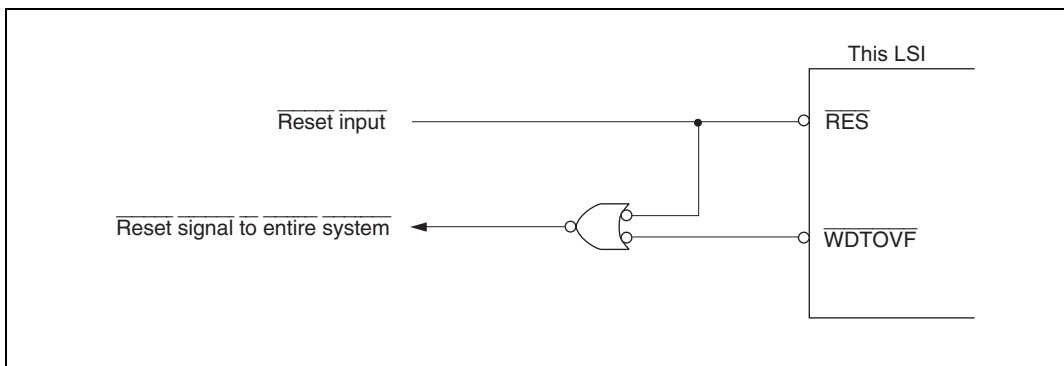 This LSI
Reset input
RES
Reset signal to entire system
WDTOVF